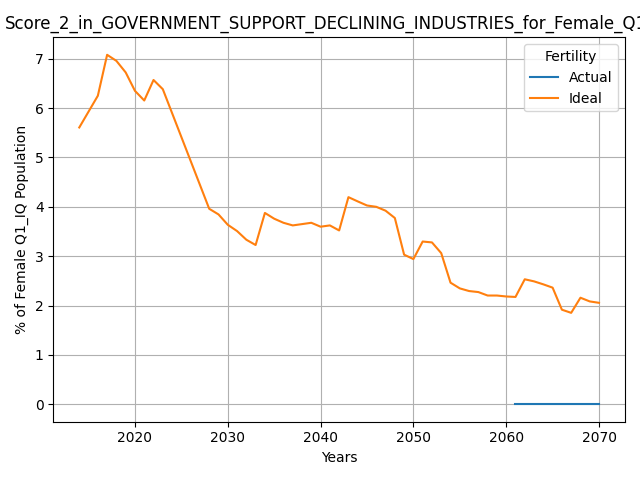 Score_2_in_GOVERNMENT_SUPPORT_DECLINING_INDUSTRIES_for_Female_Q1
Fertility
Actual
Ideal
% of Female Q1_IQ Population
7
6
5
4
3
2
1
0
2020 2030 2040 2050 2060 2070
Years